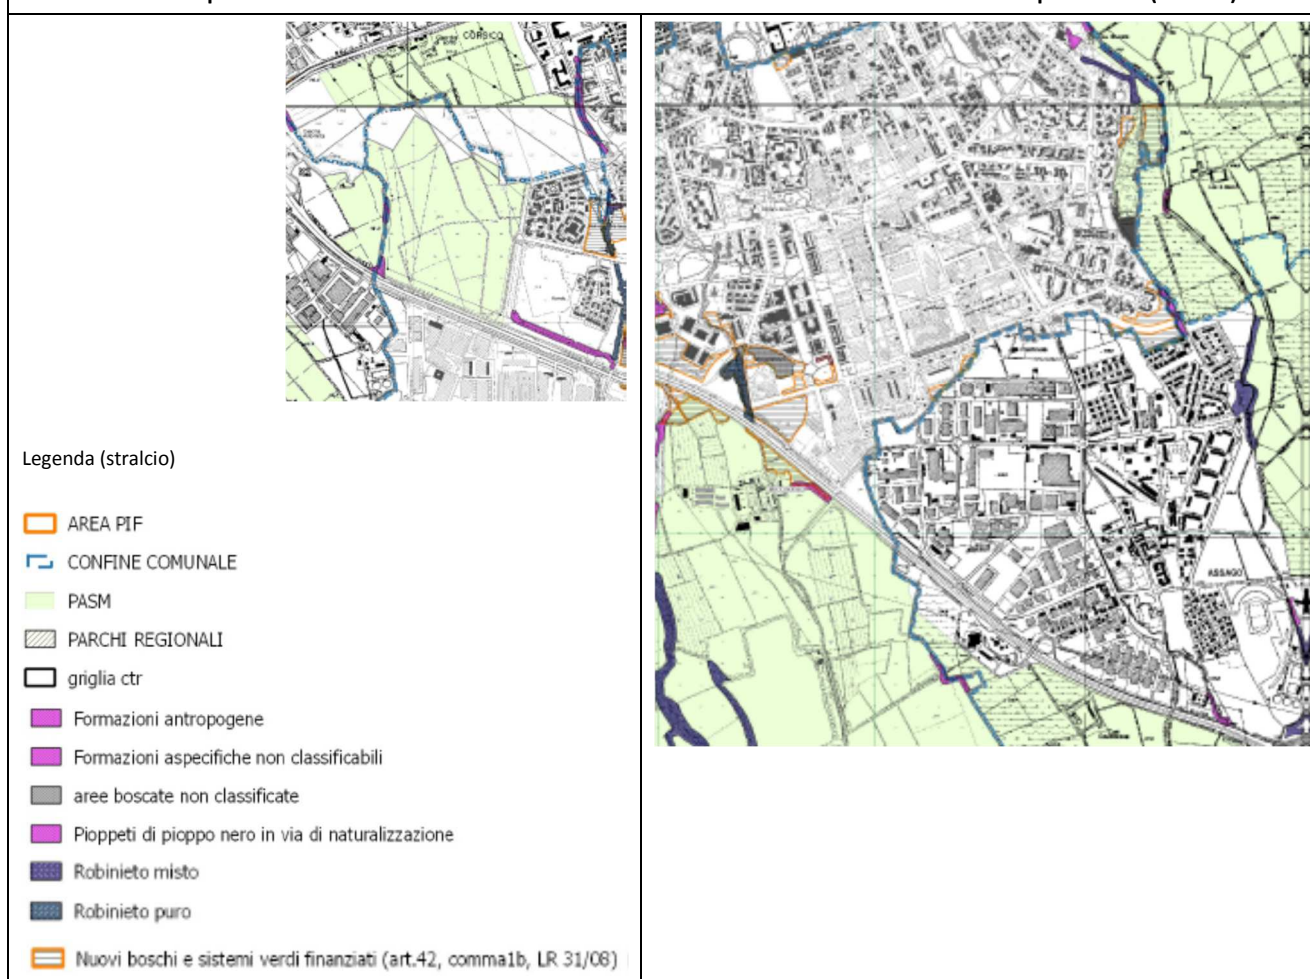 CORSICO
ASSAGO
Legenda (stralcio)
AREA PIF
CONFINE COMUNALE
PASM
PARCHI REGIONALI
griglia ctr
Formazioni antropogene
Formazioni aspecifiche non classificabili
aree boscate non classificate
Pioppeti di pioppo nero in via di naturalizzazione
Robinieto misto
Robinieto puro
Nuovi boschi e sistemi verdi finanziati (art.42, comma1b, LR 31/08)